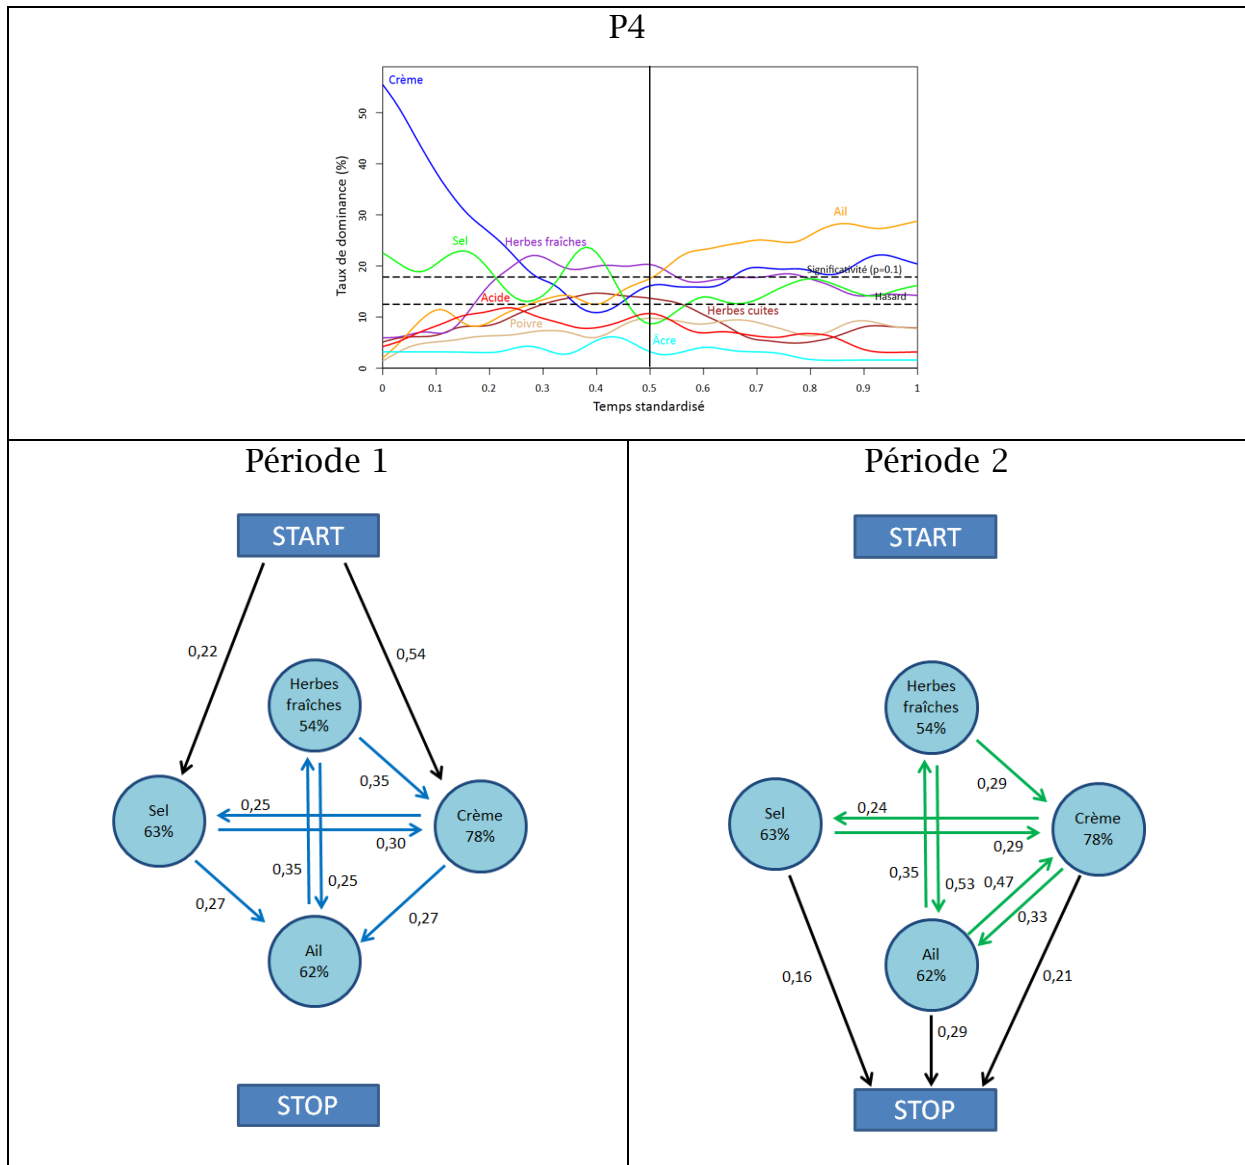 P4
Crème
Sel
Herbes fraîches
Ail
Significativité (p=0.1)
Hasard
Acide
Poivre
Herbes cuites
Âcre
Taux de dominance (%)
50
40
30
20
10
0
0
0.1
0.2
0.3
0.4
0.5
0.6
0.7
0.8
0.9
1
Temps standardisé
Période 1
START
0,22
0,54
Herbes
fraîches
54%
0,35
Sel
63%
0,25
Crème
78%
0,30
0,35
0,25
0,27
0,27
Ail
62%
STOP
Période 2
START
Herbes
fraîches
54%
0,29
Sel
63%
0,24
Crème
78%
0,29
0,35
0,53
0,47
0,33
Ail
62%
0,16
0,21
0,29
STOP